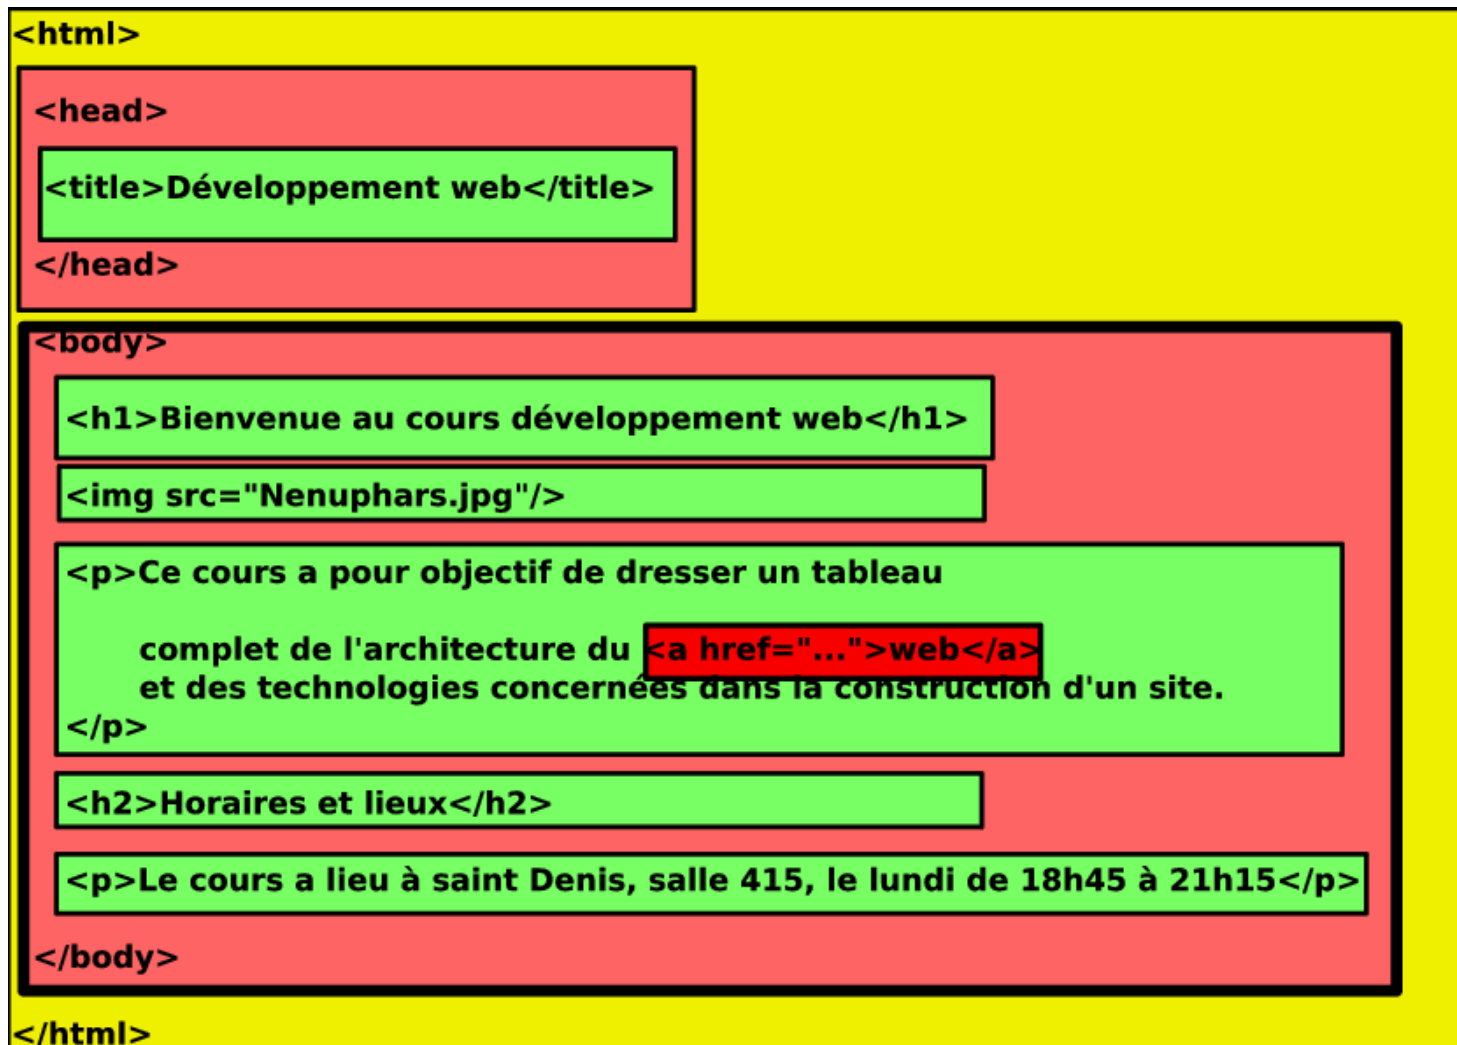 <html>
<head>
<title>Développement web</title>
</head>
<body>
<h1>Bienvenue au cours développement web</h1>
<img src="Nenuphars.jpg"/>
<p>Ce cours a pour objectif de dresser un tableau
complet de l'architecture du <a href="...">web</a>
et des technologies concernées dans la construction d'un site.
</p>
<h2>Horaires et lieux</h2>
<p>Le cours a lieu à saint Denis, salle 415, le lundi de 18h45 à 21h15</p>
</body>
</html>